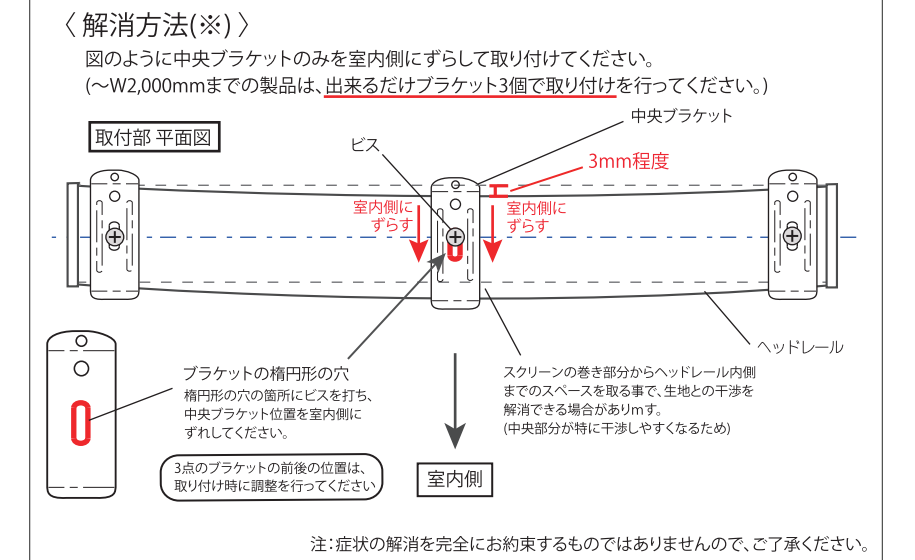 〈 解消方法(※) 〉
図のように中央ブラケットのみを室内側にずらして取り付けてください。
(～W2,000mmまでの製品は、出来るだけブラケット3個で取り付けを行ってください。)
中央ブラケット
取付部 平面図
ビス
3mm程度
室内側に
ずらす
室内側に
ずらす
ヘッドレール
ブラケットの楕円形の穴
楕円形の穴の箇所にビスを打ち、
中央ブラケット位置を室内側に
ずれしてください。
スクリーンの巻き部分からヘッドレール内側
までのスペースを取る事で、生地との干渉を
解消できる場合がありmす。
(中央部分が特に干渉しやすくなるため)
3点のブラケットの前後の位置は、
取り付け時に調整を行ってください
室内側
注：症状の解消を完全にお約束するものではありませんので、ご了承ください。